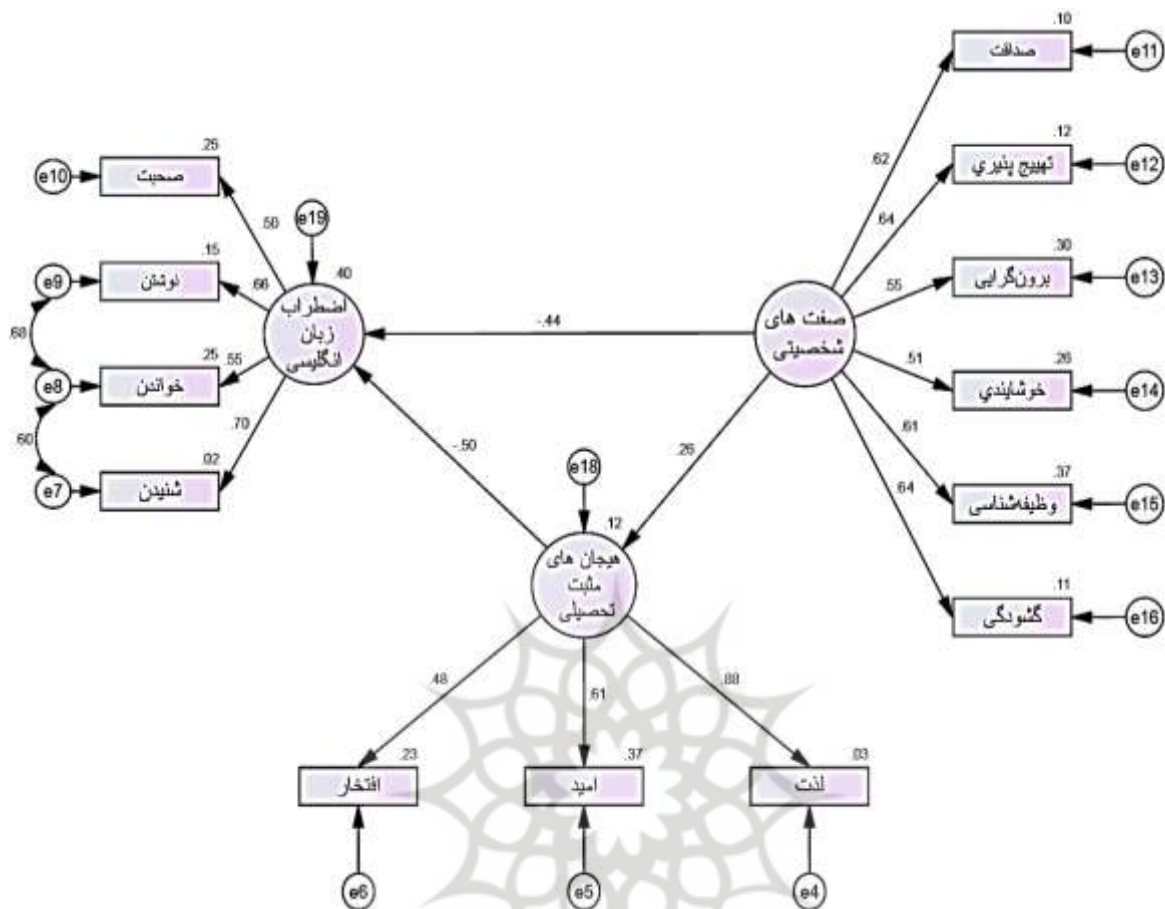 .10
صداقت
e11
.62
.12
تهییج پذیري
e12
.64
.30
برون‌گرایی
e13
.55
.26
خوشایندي
e14
.51
.37
وظیفه‌شناسی
e15
.61
.11
گشودگی
e16
.64
صفت های
شخصیتی
-.44
.26
.25
صحبت
e10
.50
.15
نوشتن
e9
.66
.25
خواندن
e8
.55
.02
شنیدن
e7
.70
.68
.60
e19
.40
اضطراب
زبان
انگلیسی
-.50
e18
.12
هیجان های
مثبت
تحصیلی
.48
.61
.88
.23
افتخار
e6
.37
امید
e5
.03
لذت
e4